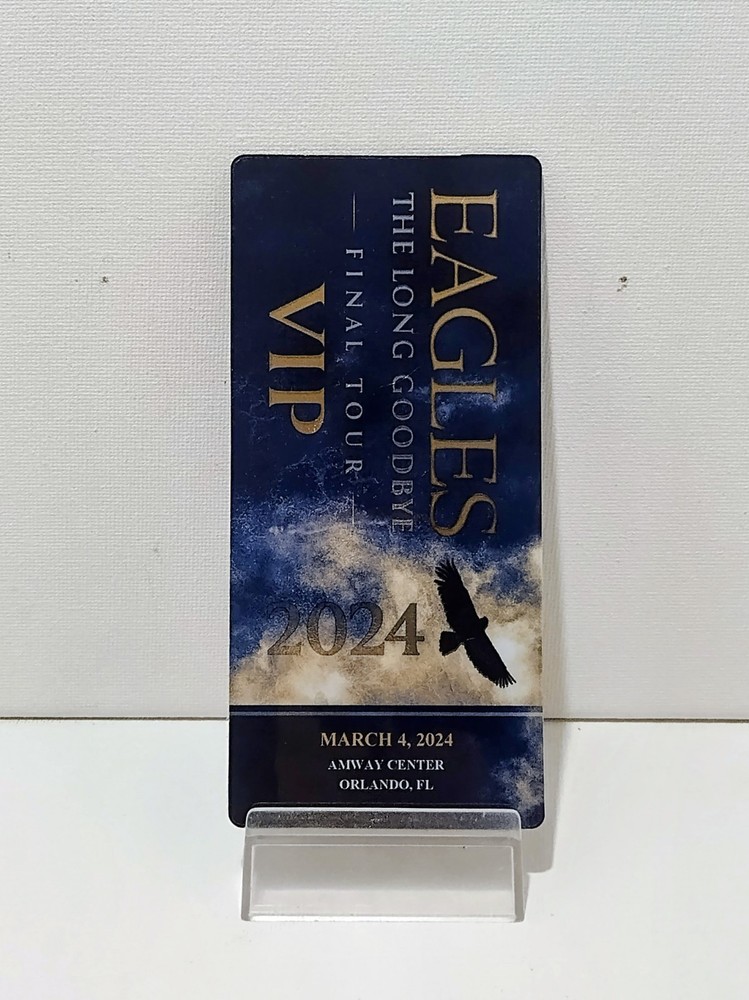 EAGLES
THE LONG GOODBYE
FINAL TOUR
VIP
2024
MARCH 4, 2024
AMWAY CENTER
ORLANDO, FL